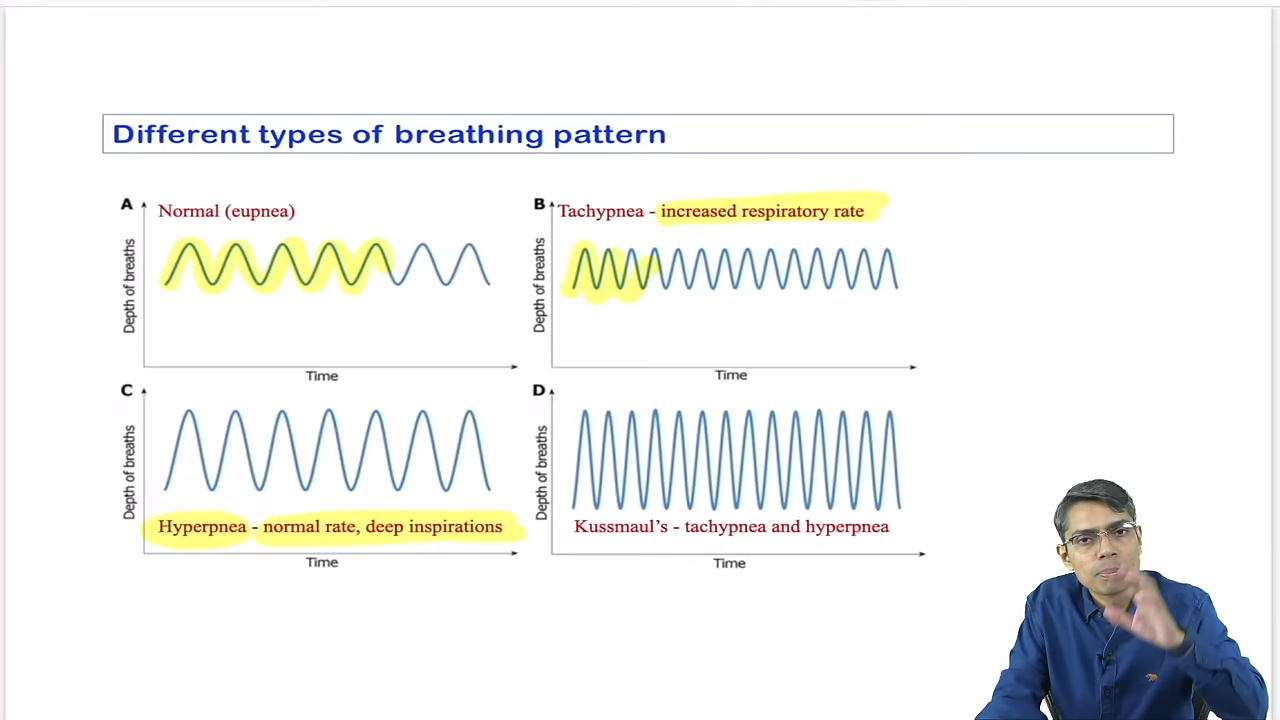 Different types of breathing pattern
A
Normal (eupnea)
Depth of breaths
Time
B
Tachypnea - increased respiratory rate
Depth of breaths
Time
C
Depth of breaths
Hyperpnea - normal rate, deep inspirations
Time
D
Depth of breaths
Kussmaul's - tachypnea and hyperpnea
Time